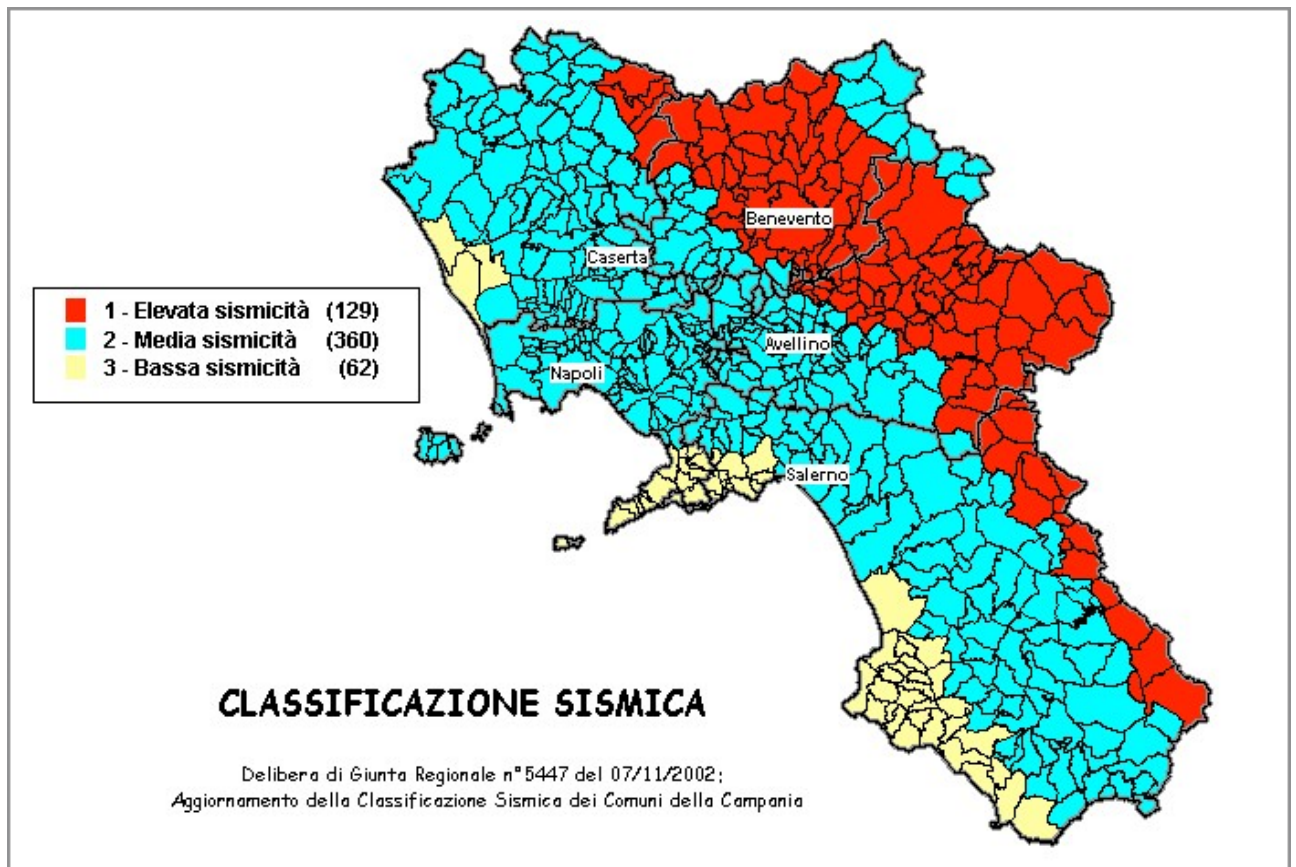 Benevento
Caserta
1 - Elevata sismicità (129)
2 - Media sismicità (360)
3 - Bassa sismicità (62)
Avellino
Napoli
Salerno
CLASSIFICAZIONE SISMICA
Delibera di Giunta Regionale n°5447 del 07/11/2002;
Aggiornamento della Classificazione Sismica dei Comuni della Campania